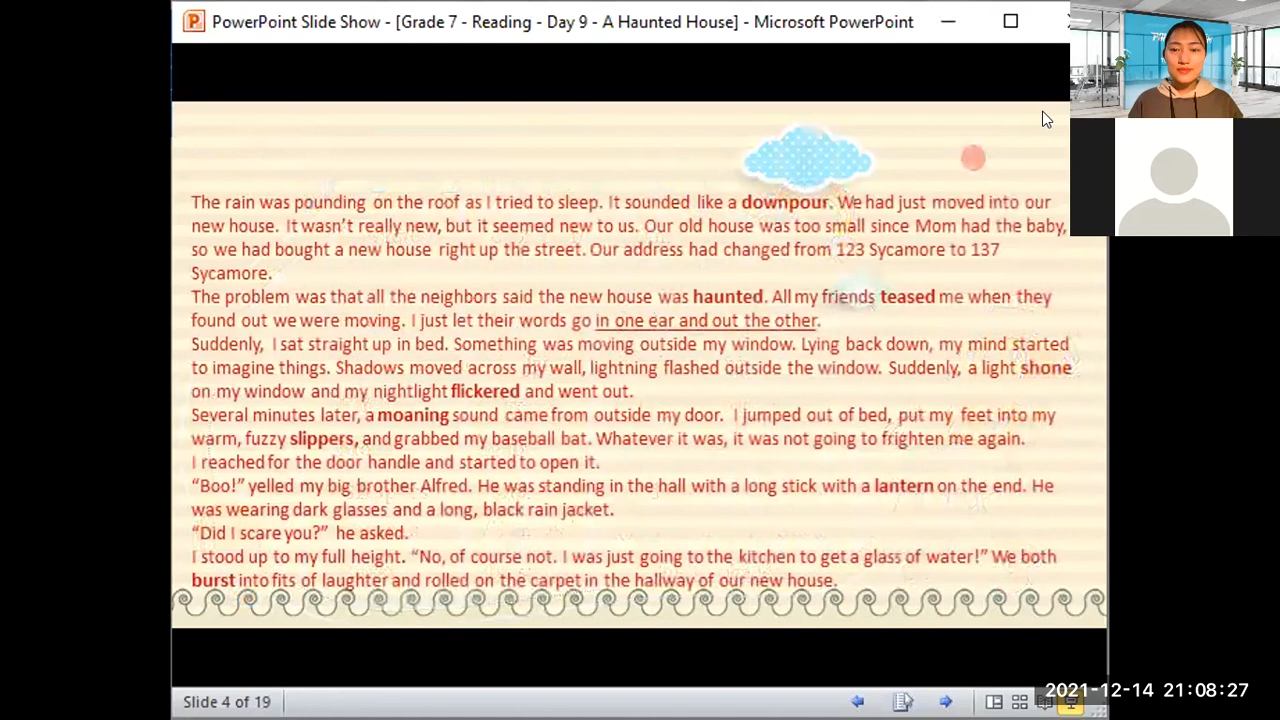 PowerPoint Slide Show - [Grade 7 - Reading - Day 9 - A Haunted House] - Microsoft PowerPoint
The rain was pounding on the roof as I tried to sleep. It sounded like a downpour. We had just moved into our
new house. It wasn't really new, but it seemed new to us. Our old house was too small since Mom had the baby,
so we had bought a new house right up the street. Our address had changed from 123 Sycamore to 137
Sycamore.
The problem was that all the neighbors said the new house was haunted. All my friends teased me when they
found out we were moving. I just let their words go in one ear and out the other.
Suddenly, I sat straight up in bed. Something was moving outside my window. Lying back down, my mind started
to imagine things. Shadows moved across my wall, lightning flashed outside the window. Suddenly, a light shone
on my window and my nightlight flickered and went out.
Several minutes later, a moaning sound came from outside my door. I jumped out of bed, put my feet into my
warm, fuzzy slippers, and grabbed my baseball bat. Whatever it was, it was not going to frighten me again.
I reached for the door handle and started to open it.
“Boo!” yelled my big brother Alfred. He was standing in the hall with a long stick with a lantern on the end. He
was wearing dark glasses and a long, black rain jacket.
“Did I scare you?” he asked.
I stood up to my full height. “No, of course not. I was just going to the kitchen to get a glass of water!” We both
burst into fits of laughter and rolled on the carpet in the hallway of our new house.
Slide 4 of 19
2021-12-14 21:08:27